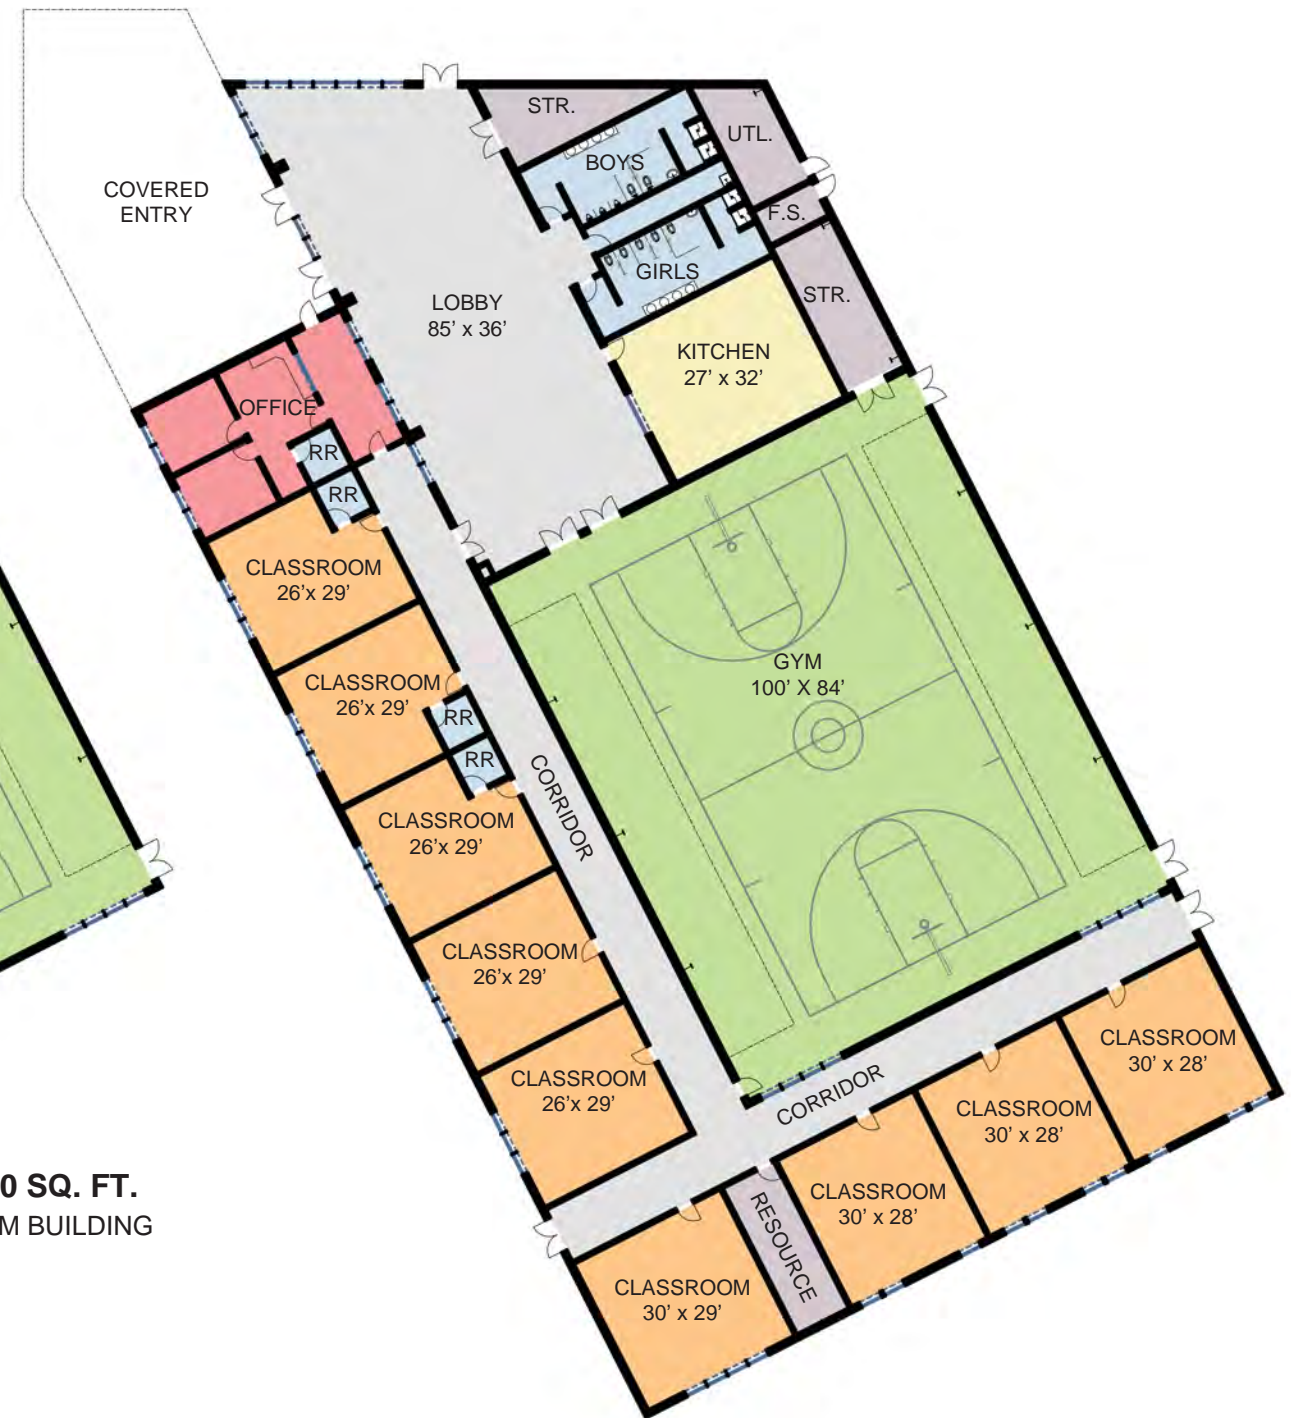 STR.
UTL.
BOYS
COVERED
ENTRY
F.S.
GIRLS
STR.
LOBBY
85’ x 36’
KITCHEN
27’ x 32’
OFFICE
RR
RR
CLASSROOM
26’x 29’
GYM
100’ X 84’
CLASSROOM
26’x 29’
RR
RR
CORRIDOR
CLASSROOM
26’x 29’
CLASSROOM
26’x 29’
CLASSROOM
26’x 29’
CORRIDOR
CLASSROOM
30’ x 28’
CLASSROOM
30’ x 28’
CLASSROOM
30’ x 28’
RESOURCE
CLASSROOM
30’ x 29’
0 SQ. FT.
M BUILDING